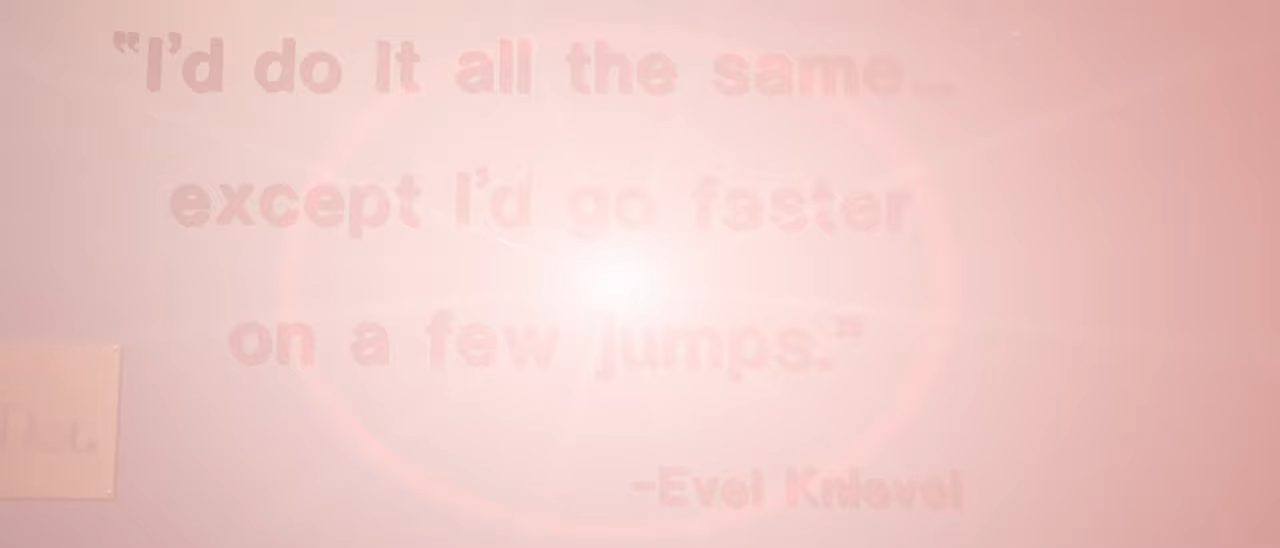 "I'd do it all the same...
except I'd go faster
on a few jumps."
-Evel Knievel